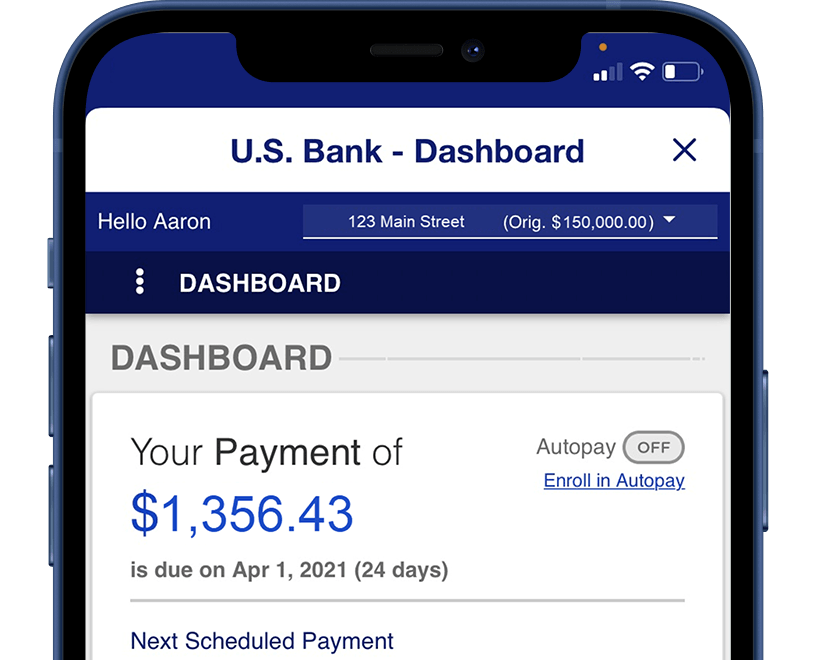 U.S. Bank - Dashboard
Hello Aaron
123 Main Street (Orig. $150,000.00)
DASHBOARD
DASHBOARD
Your Payment of
Autopay OFF
Enroll in Autopay
$1,356.43
is due on Apr 1, 2021 (24 days)
Next Scheduled Payment